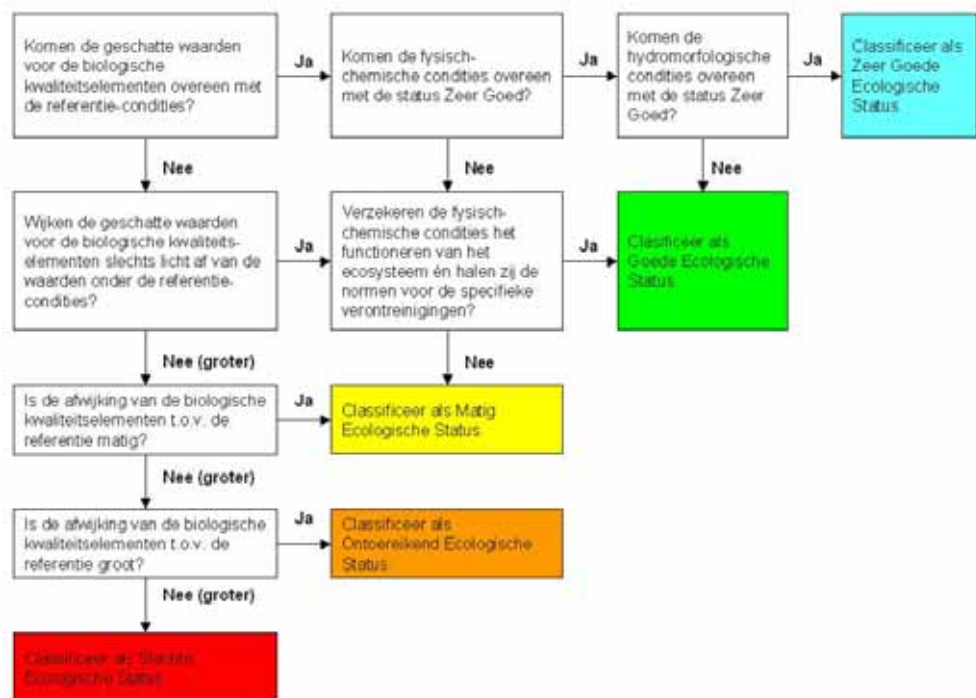 Komen de geschatte waarden
voor de biologische
kwaliteitselementen overeen met
de referentie-condities?
Ja
Komen de fysisch-
chemische condities overeen
met de status Zeer Goed?
Ja
Komen de
hydromorfologische
condities overeen
met de status Zeer
Goed?
Ja
Classificeer als
Zeer Goede
Ecologische
Status
Nee
Nee
Nee
Wijken de geschatte waarden
voor de biologische kwaliteits-
elementen slechts licht af van de
waarden onder de referentie-
condities?
Ja
Verzekeren de fysisch-
chemische condities het
functioneren van het
ecosysteem én halen zij de
normen voor de specifieke
verontreinigingen?
Ja
Clasificeer als
Goede Ecologische
Status
Nee (groter)
Nee
Is de afwijking van de biologische
kwaliteitselementen t.o.v. de
referentie matig?
Ja
Classificeer als Matig
Ecologische Status
Nee (groter)
Is de afwijking van de biologische
kwaliteitselementen t.o.v. de
referentie groot?
Ja
Classificeer als
Ontoereikend Ecologische
Status
Nee (groter)
Classificeer als Slechte
Ecologische Status